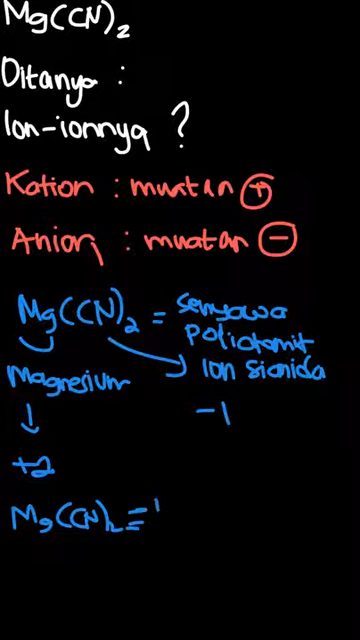 Mg(CN)₂
Ditanya :
Ion-ionnya ?
Kation : muatan (+)
Anion : muatan (-)
Mg(CN)₂ = senyawa
poliatomit
Magnesium ion sianida
↓ -1
+2
Mg(CN)₂ =